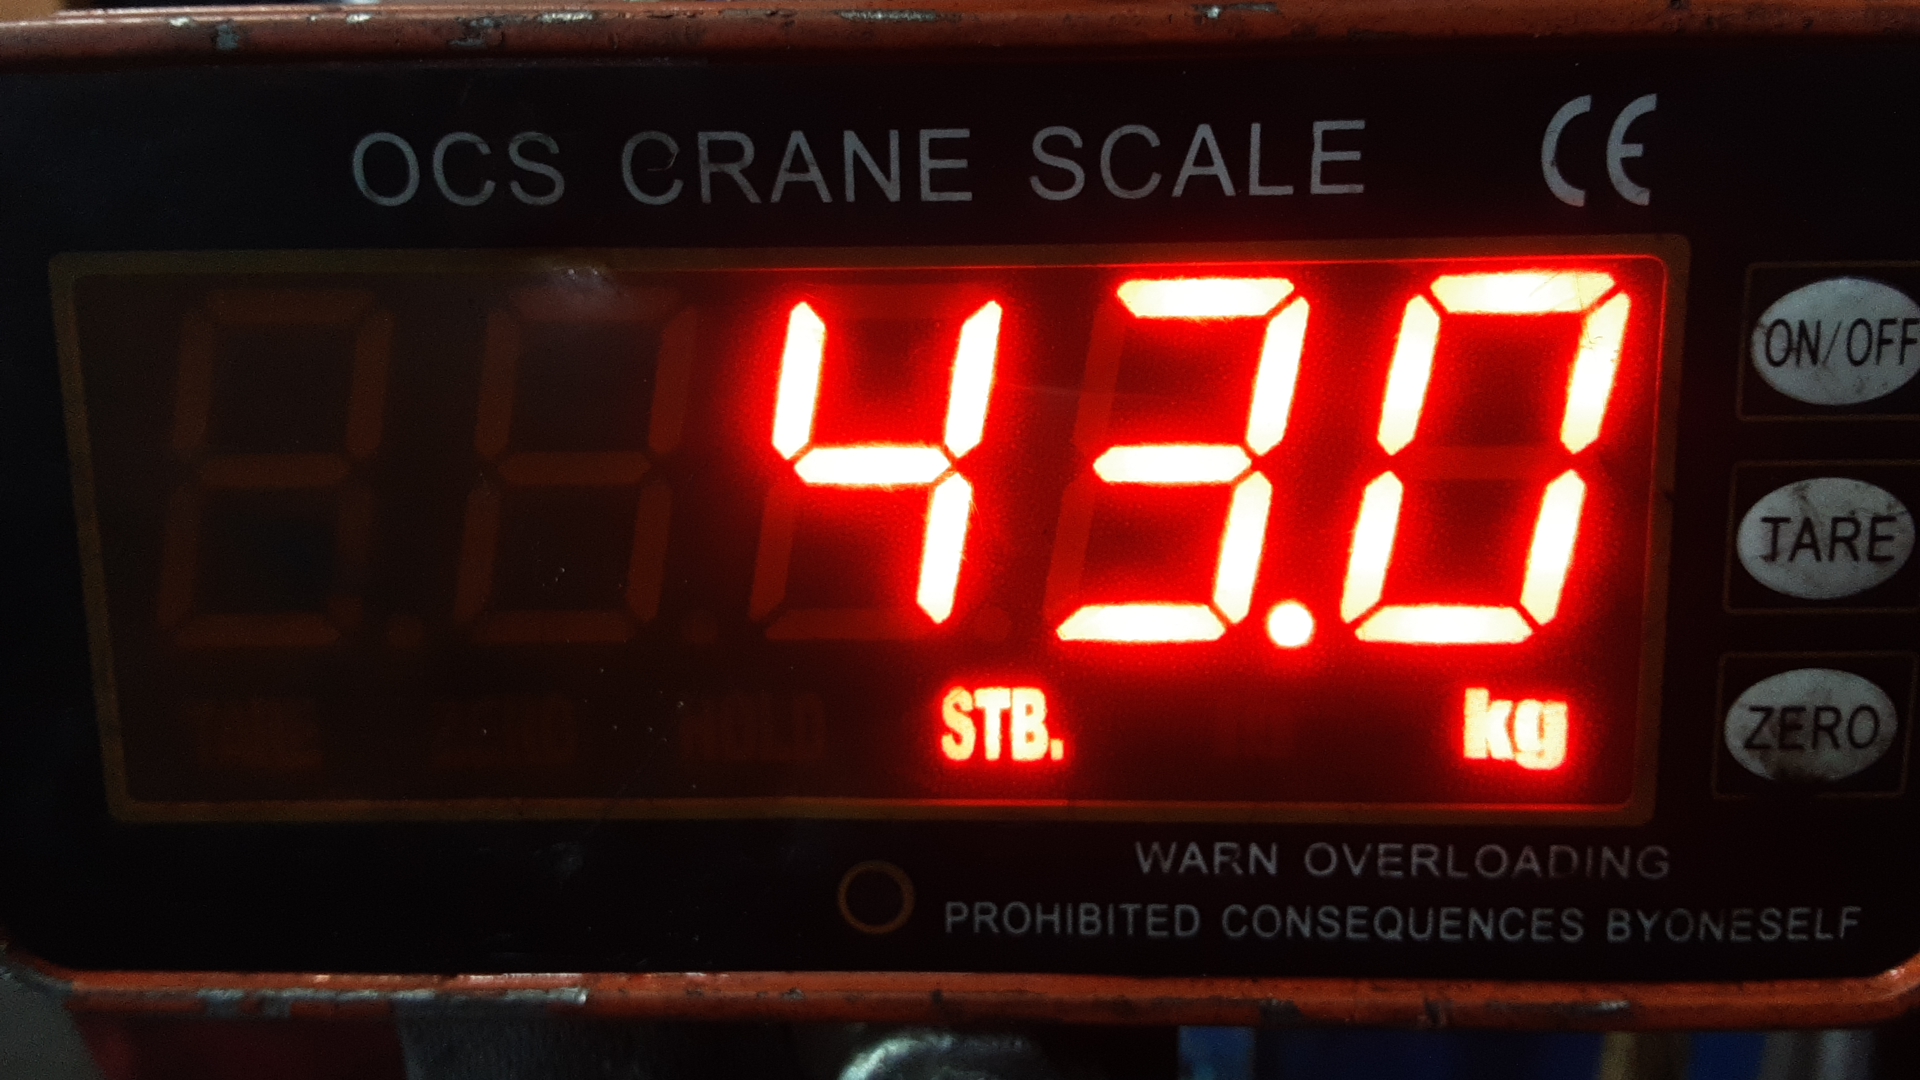 OCS CRANE SCALE CE
43.0
STB. kg
ON/OFF
TARE
ZERO
WARN OVERLOADING
PROHIBITED CONSEQUENCES BYONESELF